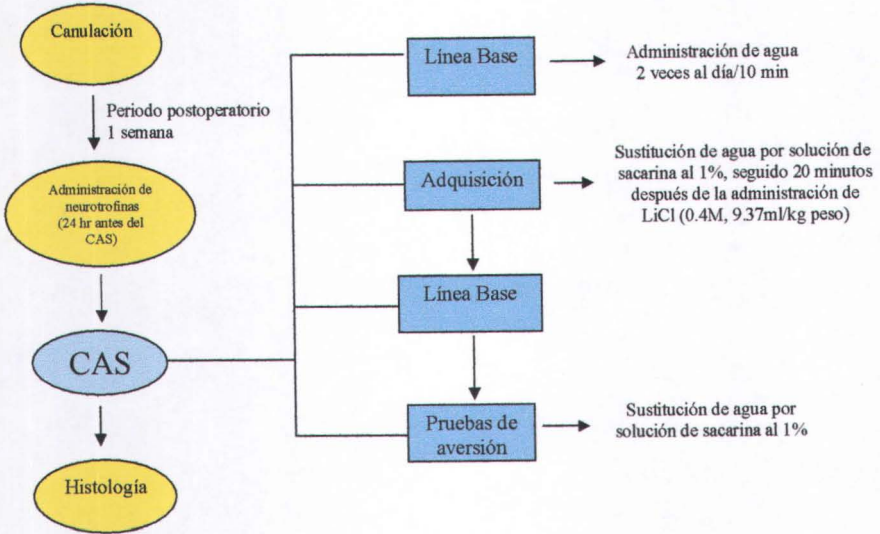 Canulación
Periodo postoperatorio
1 semana
Administración de
neurotrofinas
(24 hr antes del
CAS)
CAS
Histología
Línea Base
Administración de agua
2 veces al día/10 min
Adquisición
Sustitución de agua por solución de
sacarina al 1%, seguido 20 minutos
después de la administración de
LiCl (0.4M, 9.37ml/kg peso)
Línea Base
Pruebas de
aversión
Sustitución de agua por
solución de sacarina al 1%